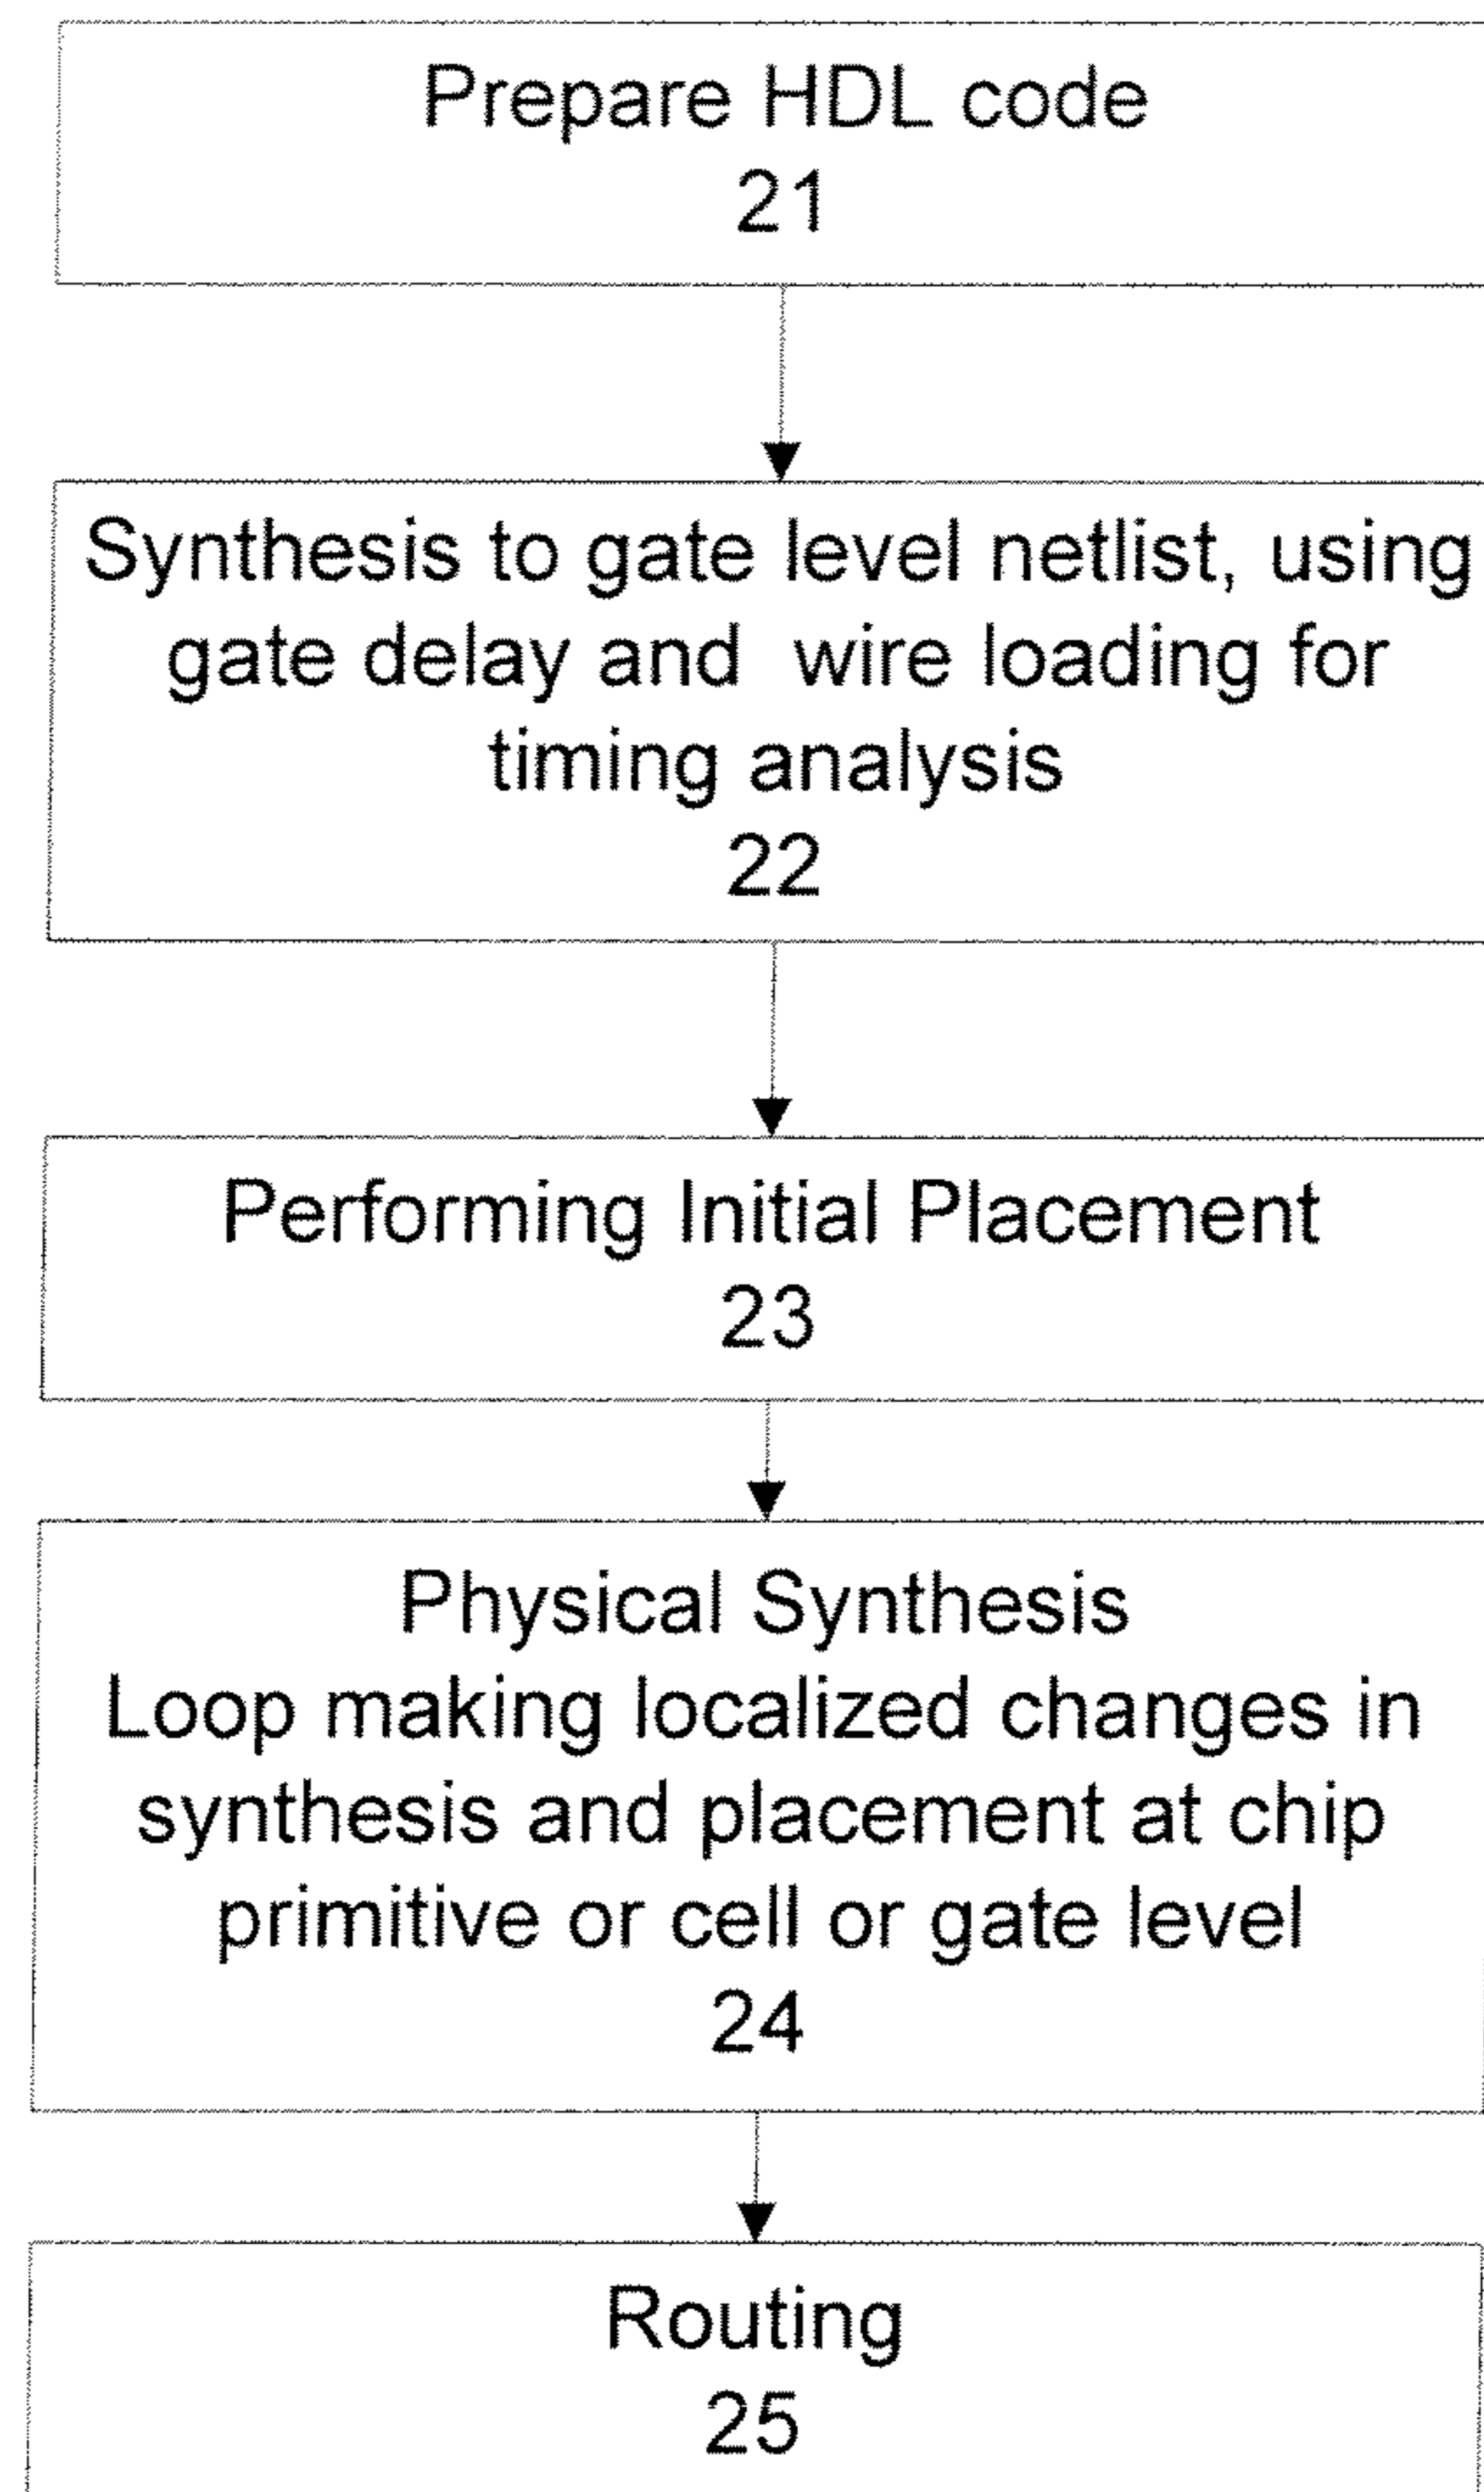 Prepare HDL code
21
Synthesis to gate level netlist, using
gate delay and wire loading for
timing analysis
22
Performing Initial Placement
23
Physical Synthesis
Loop making localized changes in
synthesis and placement at chip
primitive or cell or gate level
24
Routing
25